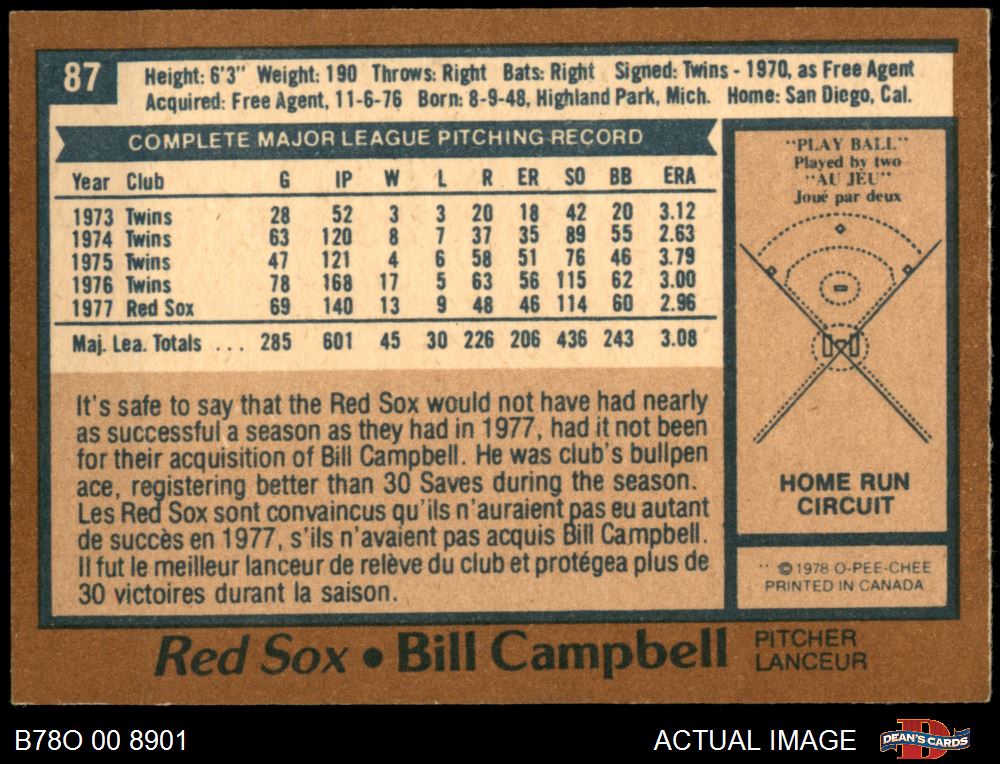 87
Height: 6'3" Weight: 190 Throws: Right Bats: Right Signed: Twins - 1970, as Free Agent
Acquired: Free Agent, 11-6-76 Born: 8-9-48, Highland Park, Mich. Home: San Diego, Cal.
COMPLETE MAJOR LEAGUE PITCHING RECORD
Year Club G IP W L R ER SO BB ERA
1973 Twins 28 52 3 3 20 18 42 20 3.12
1974 Twins 63 120 8 7 37 35 89 55 2.63
1975 Twins 47 121 4 6 58 51 76 46 3.79
1976 Twins 78 168 17 5 63 56 115 62 3.00
1977 Red Sox 69 140 13 9 48 46 114 60 2.96
Maj. Lea. Totals ... 285 601 45 30 226 206 436 243 3.08
It's safe to say that the Red Sox would not have had nearly
as successful a season as they had in 1977, had it not been
for their acquisition of Bill Campbell. He was club's bullpen
ace, registering better than 30 Saves during the season.
Les Red Sox sont convaincus qu'ils n'auraient pas eu autant
de succès en 1977, s'ils n'avaient pas acquis Bill Campbell.
Il fut le meilleur lanceur de relève du club et protégea plus de
30 victoires durant la saison.
"PLAY BALL"
Played by two
"AU JEU"
Joué par deux
HOME RUN
CIRCUIT
© 1978 O-PEE-CHEE
PRINTED IN CANADA
Red Sox • Bill Campbell
PITCHER
LANCEUR
B78O 00 8901
ACTUAL IMAGE
D
DEAN'S CARDS